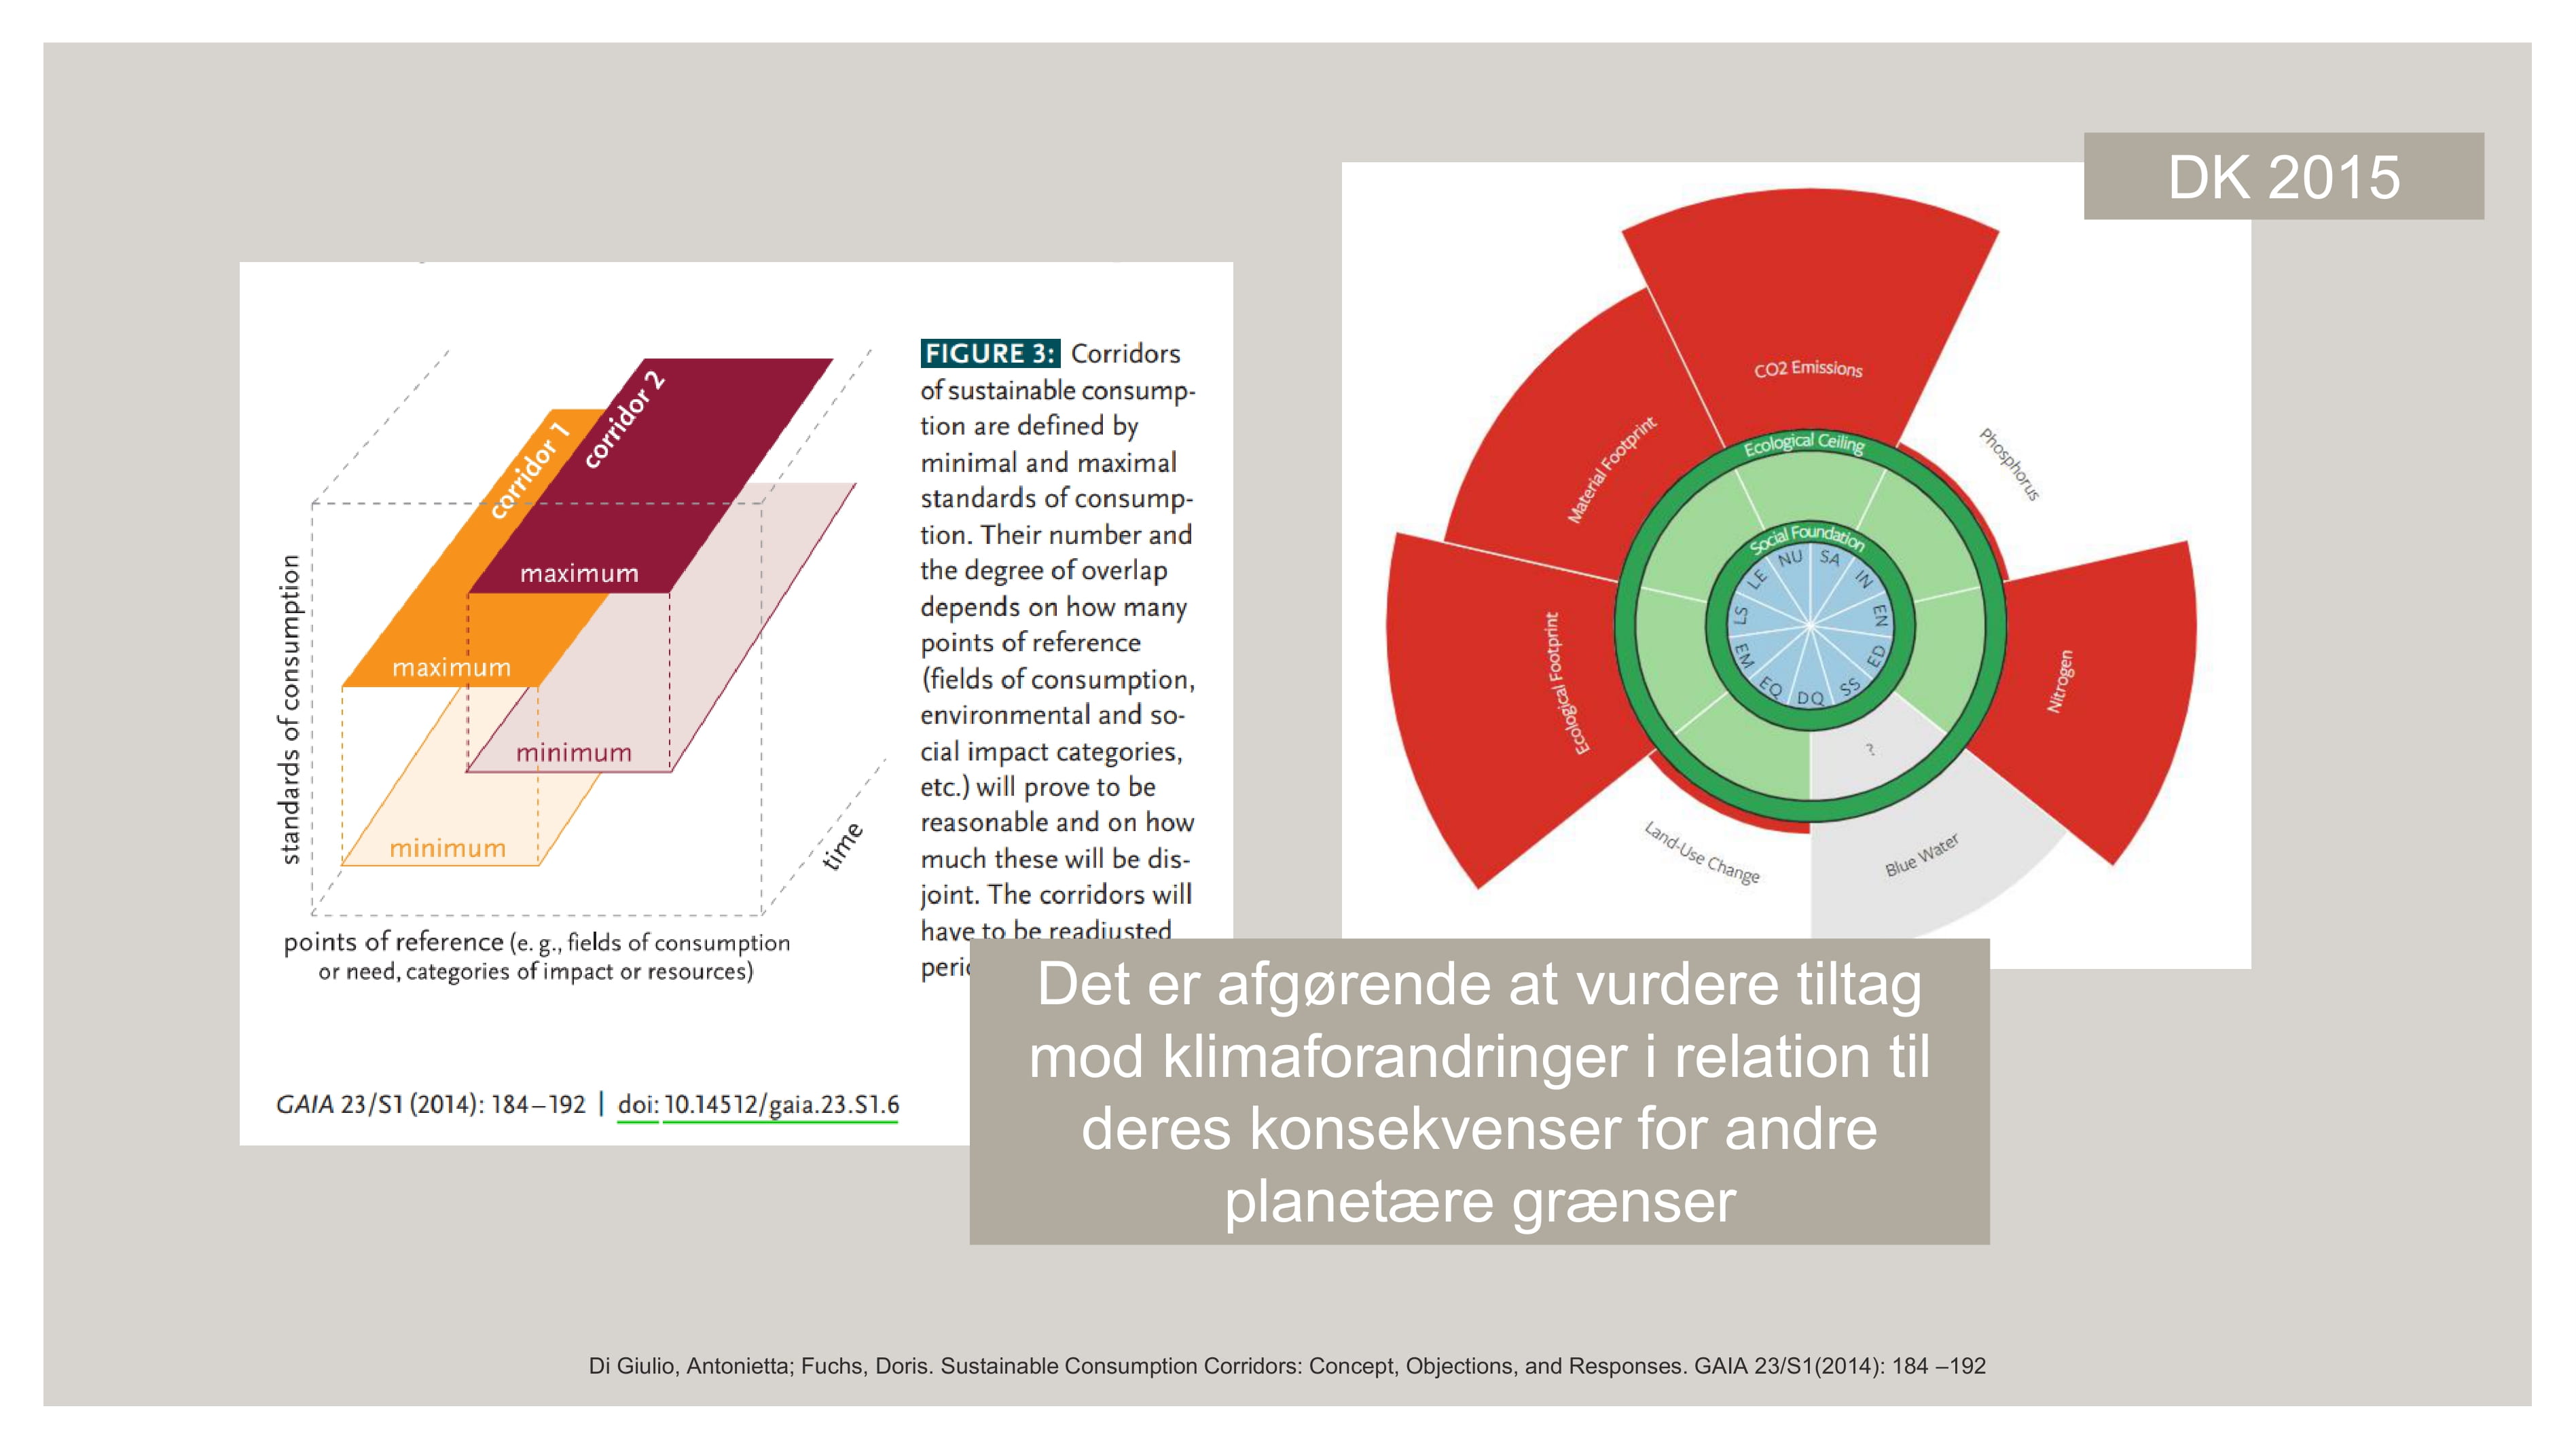 DK 2015
corridor 1
corridor 2
maximum
maximum
minimum
minimum
standards of consumption
time
points of reference (e. g., fields of consumption
or need, categories of impact or resources)
FIGURE 3: Corridors
of sustainable consump-
tion are defined by
minimal and maximal
standards of consump-
tion. Their number and
the degree of overlap
depends on how many
points of reference
(fields of consumption,
environmental and so-
cial impact categories,
etc.) will prove to be
reasonable and on how
much these will be dis-
joint. The corridors will
have to be readjusted
GAIA 23/S1 (2014): 184–192 | doi: 10.14512/gaia.23.S1.6
CO2 Emissions
Phosphorus
Nitrogen
Blue Water
Land-Use Change
Ecological Footprint
Material Footprint
Ecological Ceiling
Social Foundation
NU
SA
IN
EN
ED
SS
DQ
EQ
EM
LS
LE
?
Det er afgørende at vurdere tiltag
mod klimaforandringer i relation til
deres konsekvenser for andre
planetære grænser
Di Giulio, Antonietta; Fuchs, Doris. Sustainable Consumption Corridors: Concept, Objections, and Responses. GAIA 23/S1(2014): 184 –192